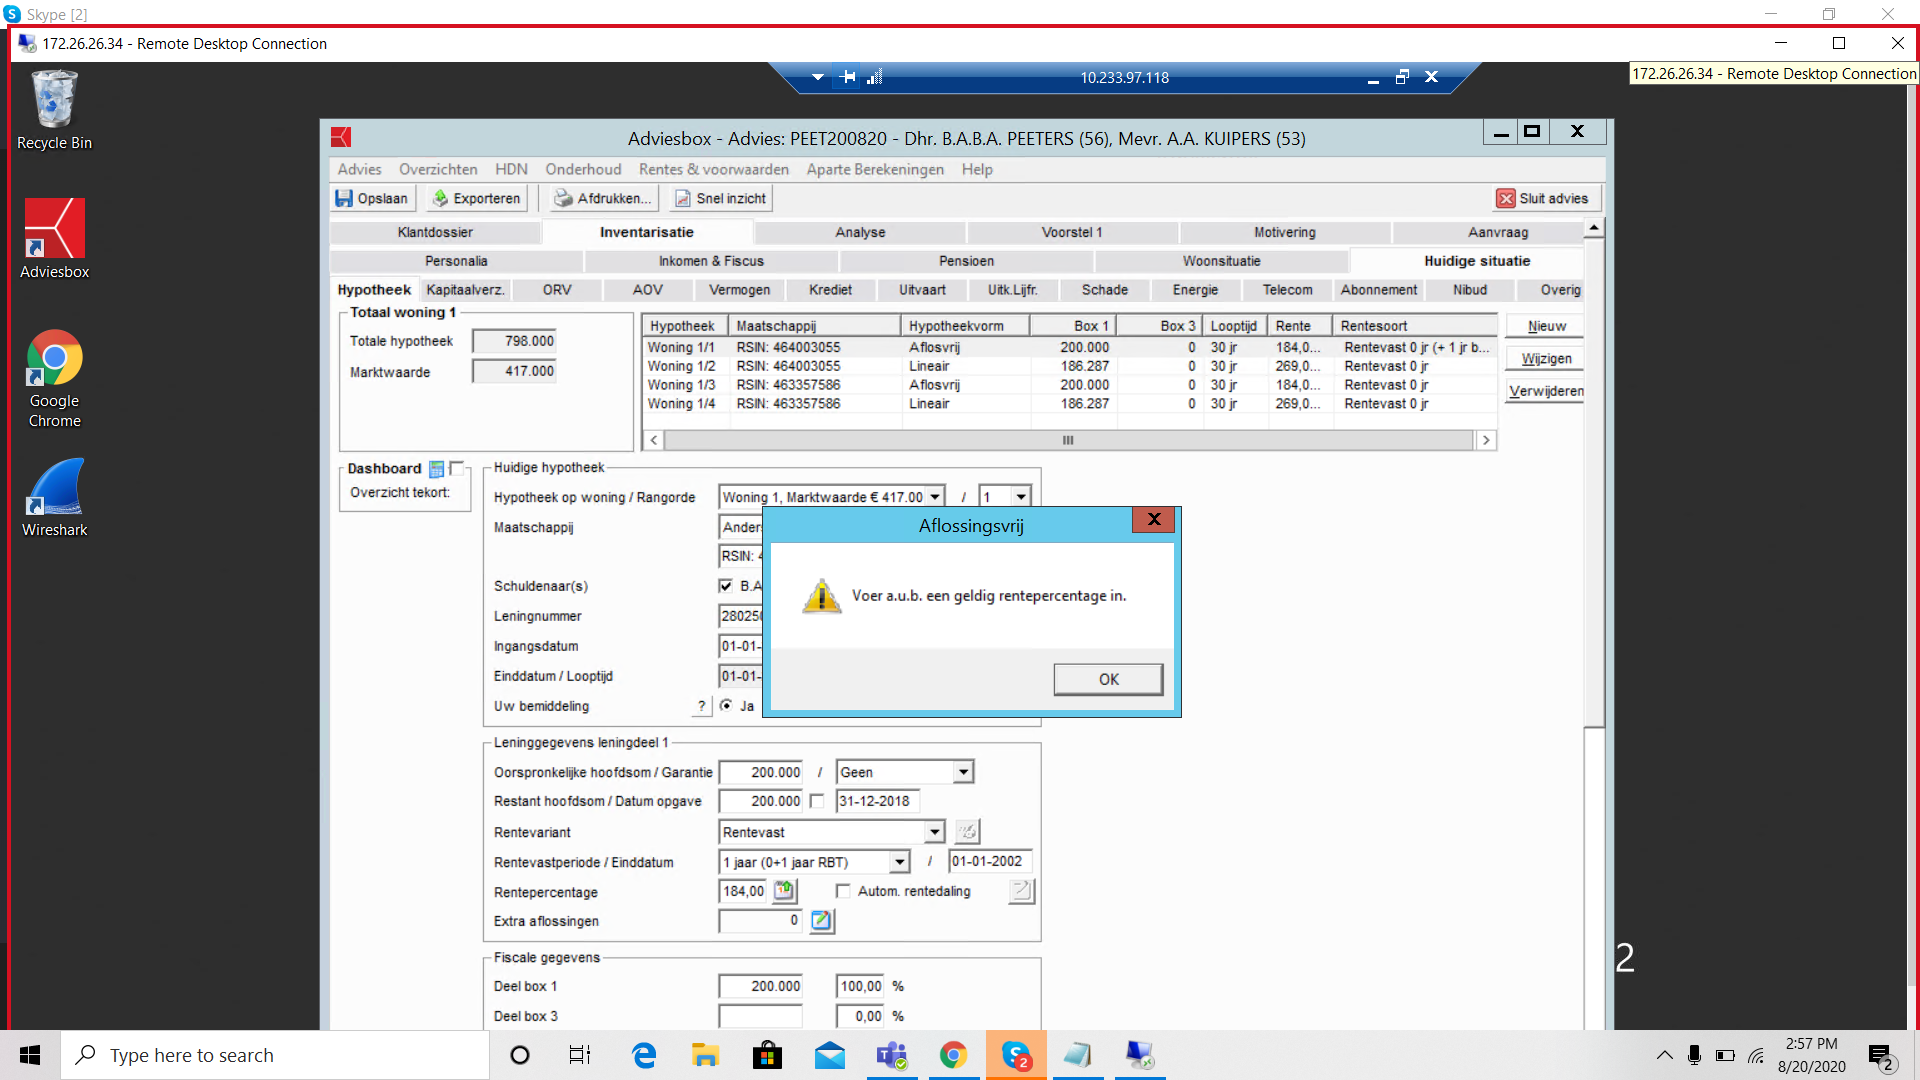 Skype [2]
172.26.26.34 - Remote Desktop Connection
10.233.97.118
172.26.26.34 - Remote Desktop Connection
Recycle Bin
Adviesbox
Google
Chrome
Wireshark
Adviesbox - Advies: PEET200820 - Dhr. B.A.B.A. PEETERS (56), Mevr. A.A. KUIPERS (53)
Advies Overzichten HDN Onderhoud Rentes & voorwaarden Aparte Berekeningen Help
Opslaan Exporteren Afdrukken... Snel inzicht Sluit advies
Klantdossier Inventarisatie Analyse Voorstel 1 Motivering Aanvraag
Personalia Inkomen & Fiscus Pensioen Woonsituatie Huidige situatie
Hypotheek Kapitaalverz. ORV AOV Vermogen Krediet Uitvaart Uitk.Lijfr. Schade Energie Telecom Abonnement Nibud Overig
Totaal woning 1
Totale hypotheek 798.000
Marktwaarde 417.000
Hypotheek Maatschappij Hypotheekvorm Box 1 Box 3 Looptijd Rente Rentesoort
Woning 1/1 RSIN: 464003055 Aflosvrij 200.000 0 30 jr 184,0... Rentevast 0 jr (+ 1 jr b...
Woning 1/2 RSIN: 464003055 Lineair 186.287 0 30 jr 269,0... Rentevast 0 jr
Woning 1/3 RSIN: 463357586 Aflosvrij 200.000 0 30 jr 184,0... Rentevast 0 jr
Woning 1/4 RSIN: 463357586 Lineair 186.287 0 30 jr 269,0... Rentevast 0 jr
Nieuw
Wijzigen
Verwijderen
Dashboard
Overzicht tekort:
Huidige hypotheek
Hypotheek op woning / Rangorde Woning 1, Marktwaarde € 417.00 / 1
Maatschappij Anders
RSIN: 4
Schuldenaar(s) B.A
Leningnummer 280250
Ingangsdatum 01-01-
Einddatum / Looptijd 01-01-
Uw bemiddeling ? Ja
Aflossingsvrij
Voer a.u.b. een geldig rentepercentage in.
OK
Leninggegevens leningdeel 1
Oorspronkelijke hoofdsom / Garantie 200.000 / Geen
Restant hoofdsom / Datum opgave 200.000 31-12-2018
Rentevariant Rentevast
Rentevastperiode / Einddatum 1 jaar (0+1 jaar RBT) / 01-01-2002
Rentepercentage 184,00 Autom. rentedaling
Extra aflossingen 0
Fiscale gegevens
Deel box 1 200.000 100,00 %
Deel box 3 0,00 %
2
Type here to search
2
2:57 PM
8/20/2020
2